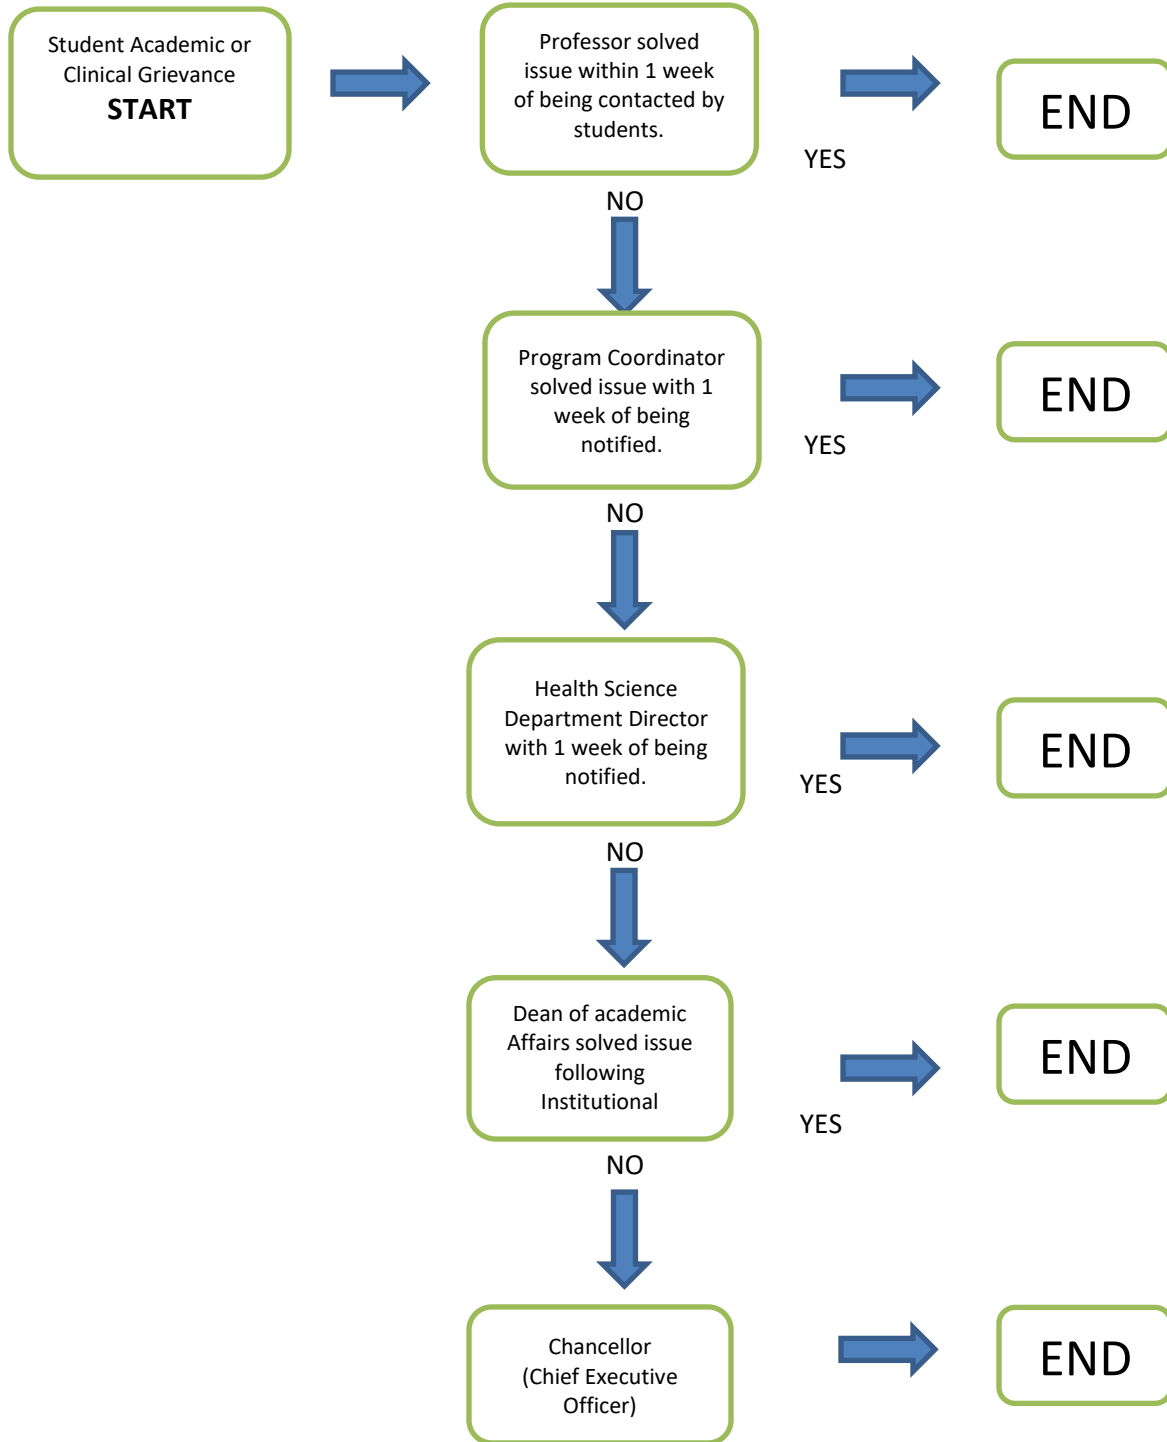 Student Academic or
Clinical Grievance
START
Professor solved
issue within 1 week
of being contacted by
students.
YES
END
NO
Program Coordinator
solved issue with 1
week of being
notified.
YES
END
NO
Health Science
Department Director
with 1 week of being
notified.
YES
END
NO
Dean of academic
Affairs solved issue
following
Institutional
YES
END
NO
Chancellor
(Chief Executive
Officer)
END